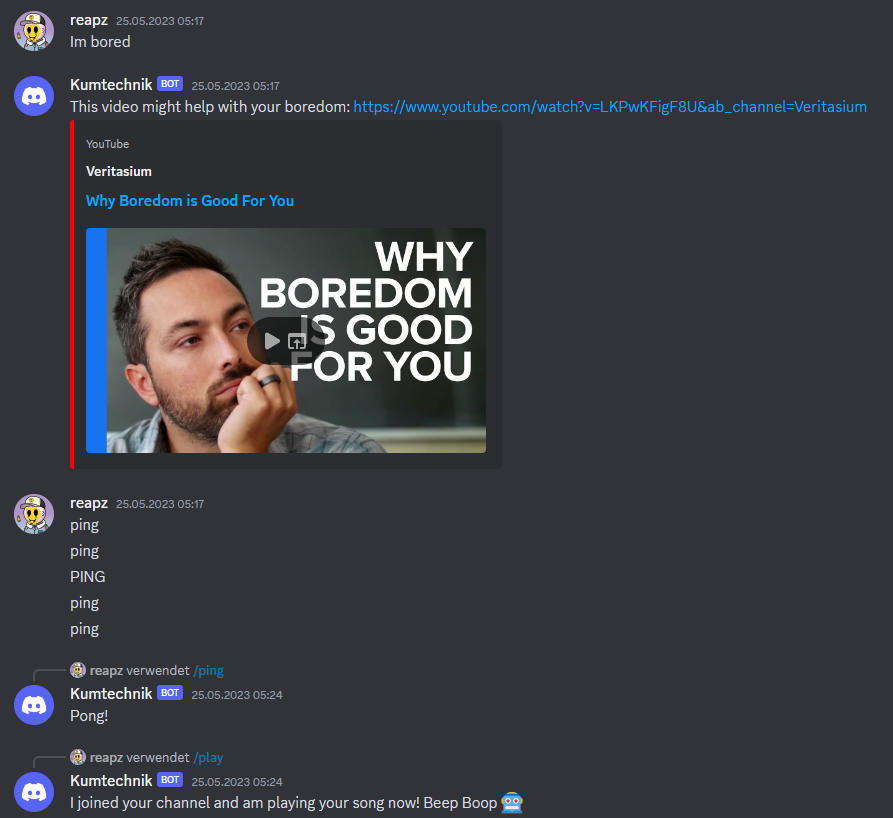 reapz 25.05.2023 05:17
Im bored
Kumtechnik BOT 25.05.2023 05:17
This video might help with your boredom: https://www.youtube.com/watch?v=LKPwKFigF8U&ab_channel=Veritasium
YouTube
Veritasium
Why Boredom is Good For You
WHY
BOREDOM
IS GOOD
FOR YOU
reapz 25.05.2023 05:17
ping
ping
PING
ping
ping
reapz verwendet /ping
Kumtechnik BOT 25.05.2023 05:24
Pong!
reapz verwendet /play
Kumtechnik BOT 25.05.2023 05:24
I joined your channel and am playing your song now! Beep Boop 🤖